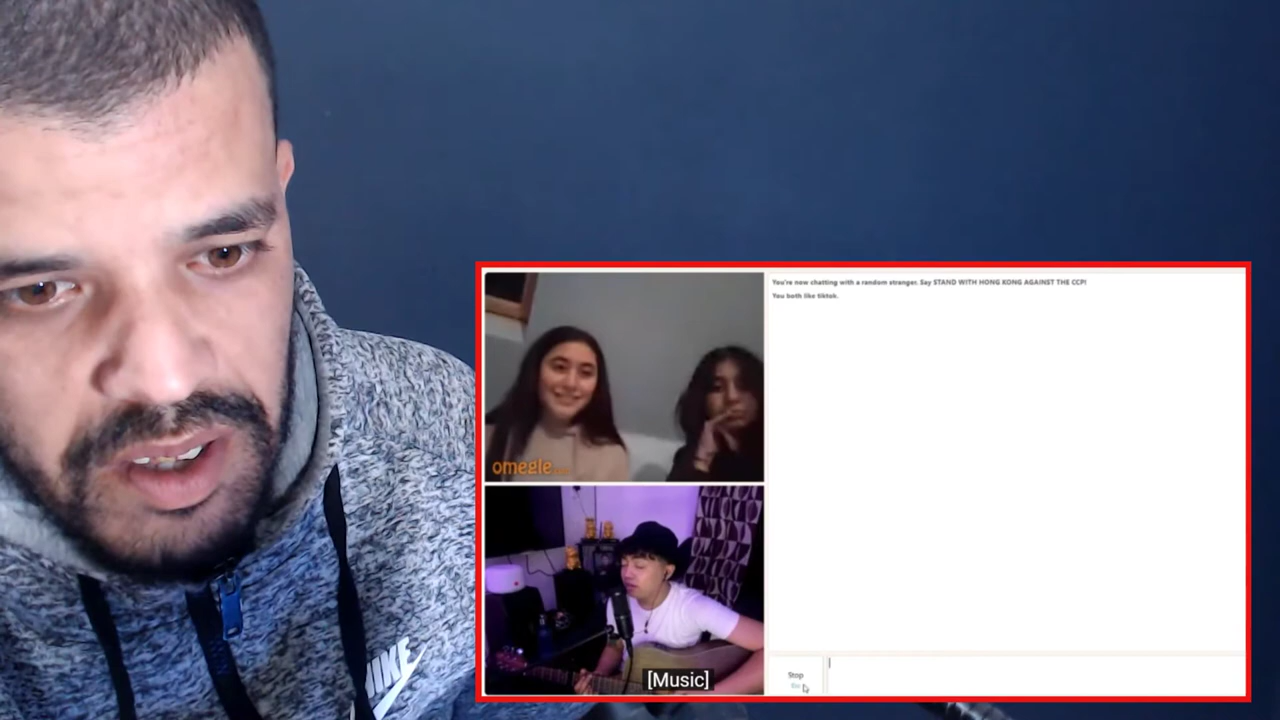 You're now chatting with a random stranger. Say STAND WITH HONG KONG AGAINST THE CCP!
You both like tiktok.
omegle
[Music]
Stop
NIKE